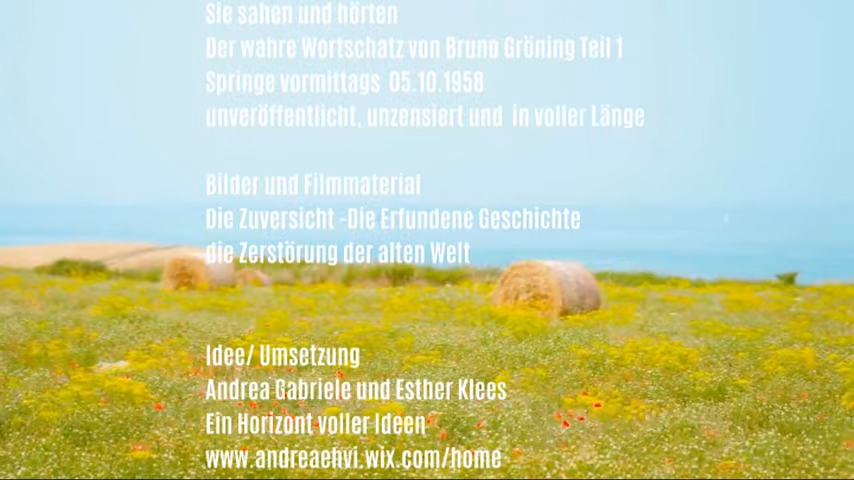 Sie sahen und hörten
Der wahre Wortschatz von Bruno Gröning Teil 1
Springe vormittags 05.10.1958
unveröffentlicht, unzensiert und in voller Länge
Bilder und Filmmaterial
Die Zuversicht -Die Erfundene Geschichte
die Zerstörung der alten Welt
Idee/ Umsetzung
Andrea Gabriele und Esther Klees
Ein Horizont voller Ideen
www.andreaehvi.wix.com/home